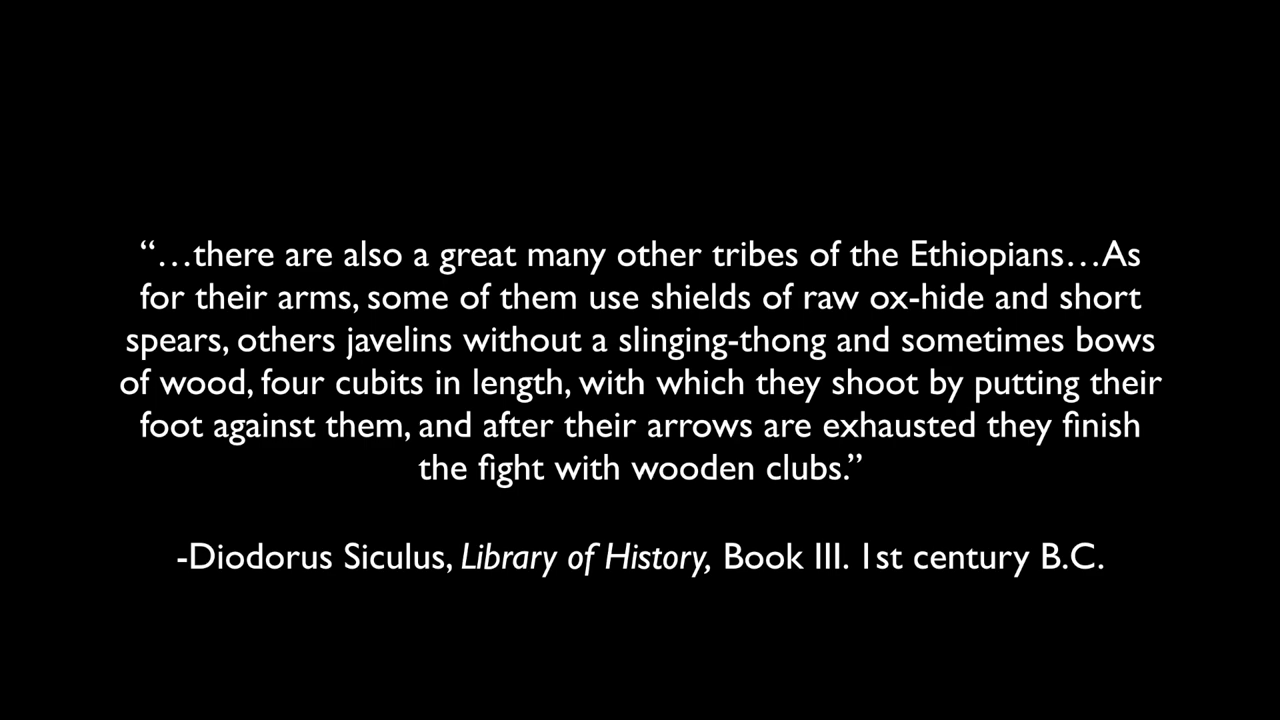 “…there are also a great many other tribes of the Ethiopians…As
for their arms, some of them use shields of raw ox-hide and short
spears, others javelins without a slinging-thong and sometimes bows
of wood, four cubits in length, with which they shoot by putting their
foot against them, and after their arrows are exhausted they finish
the fight with wooden clubs.”
-Diodorus Siculus, Library of History, Book III. 1st century B.C.